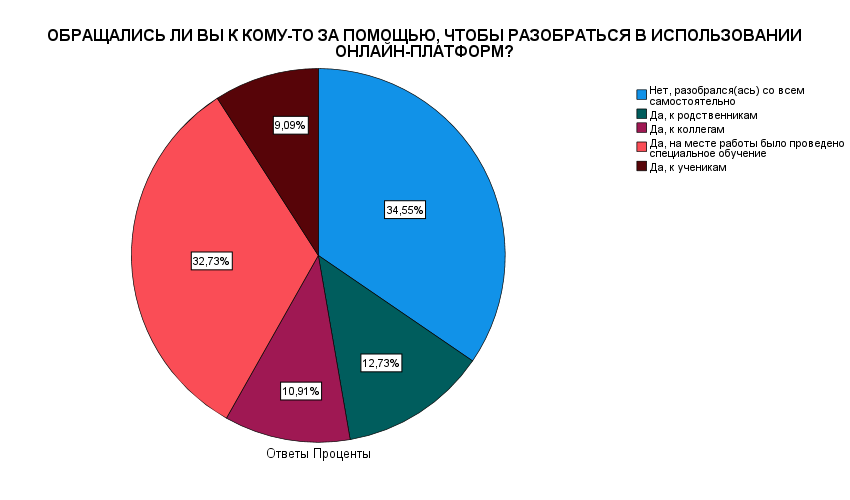 ОБРАЩАЛИСЬ ЛИ ВЫ К КОМУ-ТО ЗА ПОМОЩЬЮ, ЧТОБЫ РАЗОБРАТЬСЯ В ИСПОЛЬЗОВАНИИ
ОНЛАЙН-ПЛАТФОРМ?
Нет, разобрался(ась) со всем
самостоятельно
Да, к родственникам
Да, к коллегам
Да, на месте работы было проведено
специальное обучение
Да, к ученикам
9,09%
34,55%
32,73%
12,73%
10,91%
Ответы Проценты